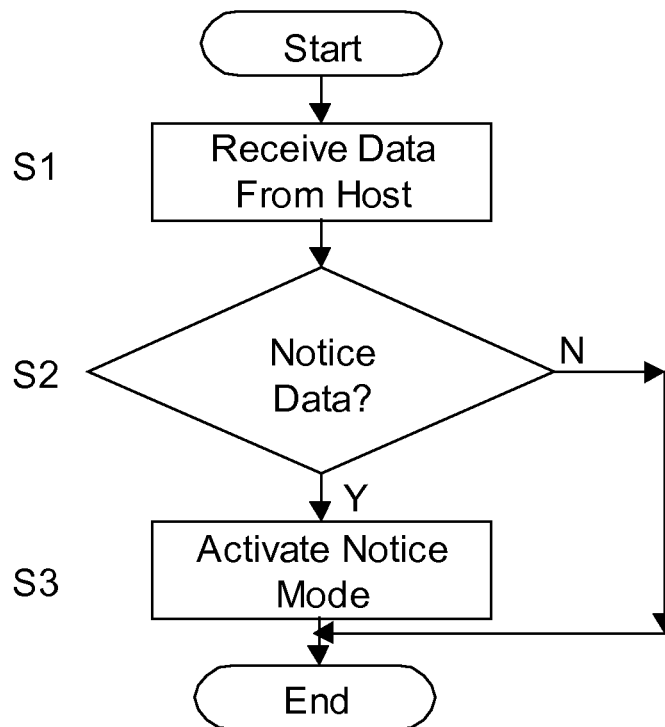 Start
S1
Receive Data
From Host
S2
Notice
Data?
N
Y
S3
Activate Notice
Mode
End